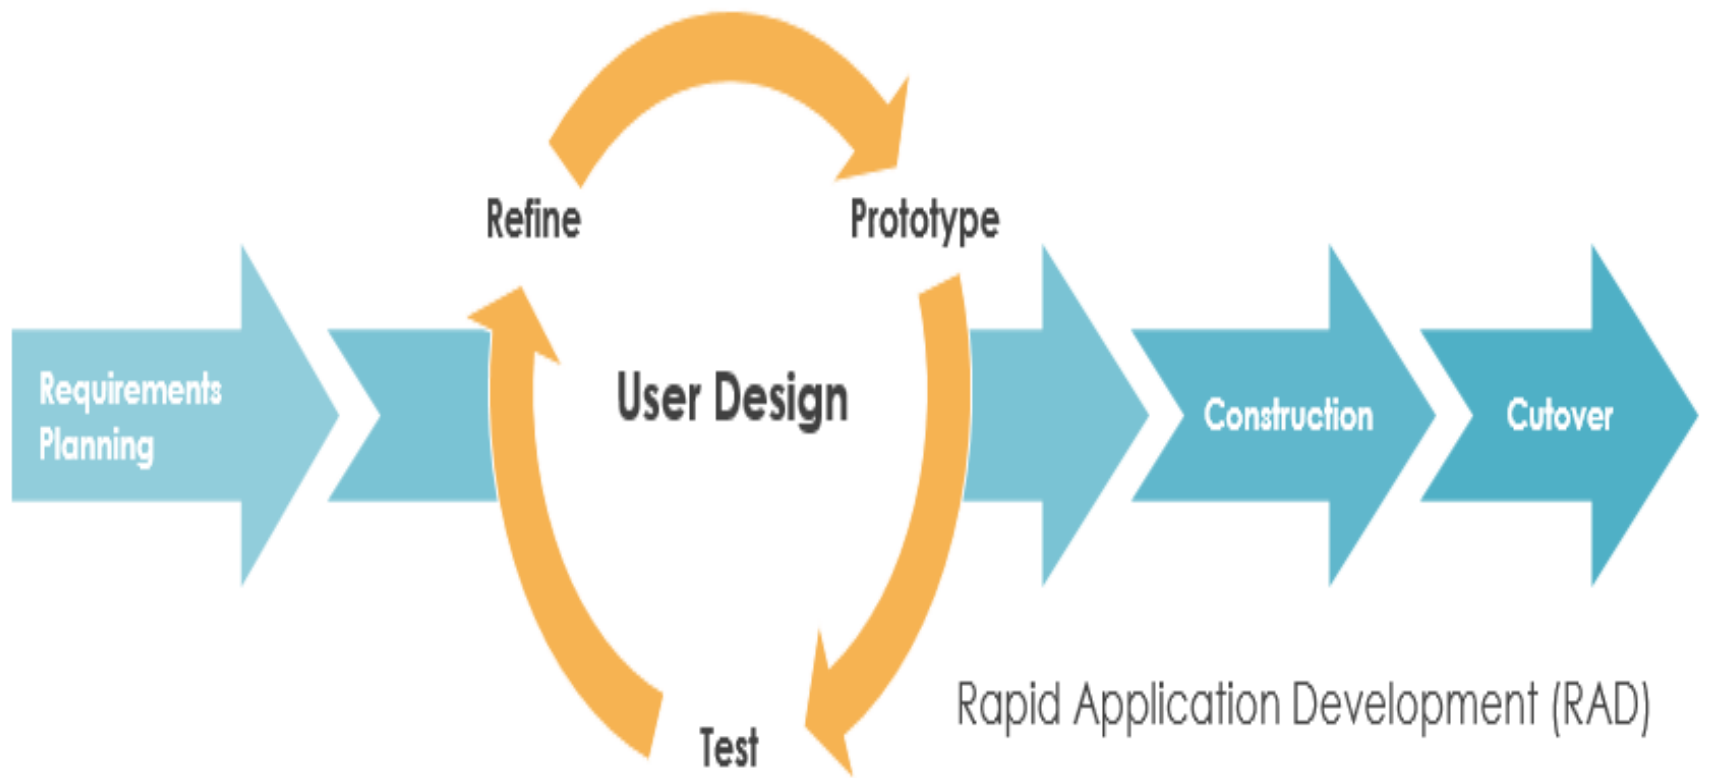 Refine
Prototype
Requirements
Planning
User Design
Construction
Cutover
Test
Rapid Application Development (RAD)